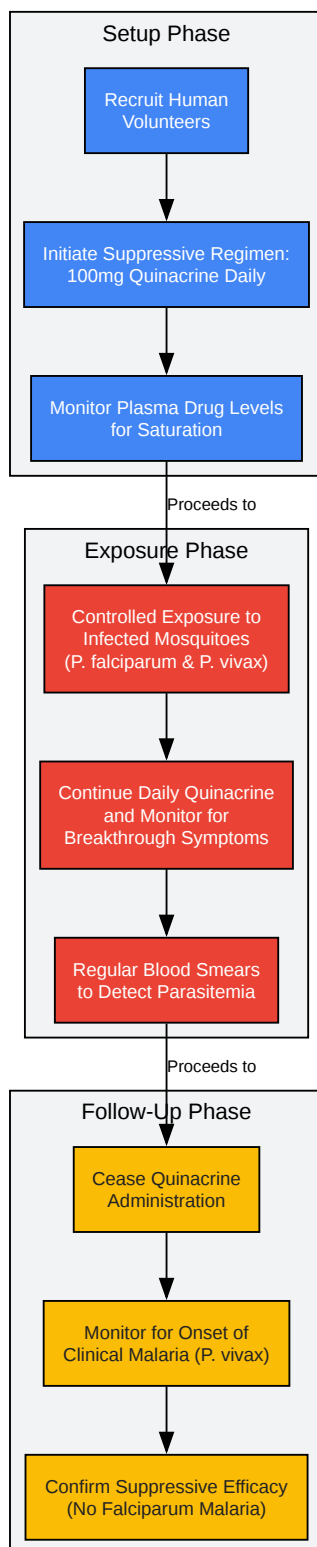 Setup Phase
Recruit Human
Volunteers
Initiate Suppressive Regimen:
100mg Quinacrine Daily
Monitor Plasma Drug Levels
for Saturation
Proceeds to
Exposure Phase
Controlled Exposure to
Infected Mosquitoes
(P. falciparum & P. vivax)
Continue Daily Quinacrine
and Monitor for
Breakthrough Symptoms
Regular Blood Smears
to Detect Parasitemia
Proceeds to
Follow-Up Phase
Cease Quinacrine
Administration
Monitor for Onset of
Clinical Malaria (P. vivax)
Confirm Suppressive Efficacy
(No Falciparum Malaria)